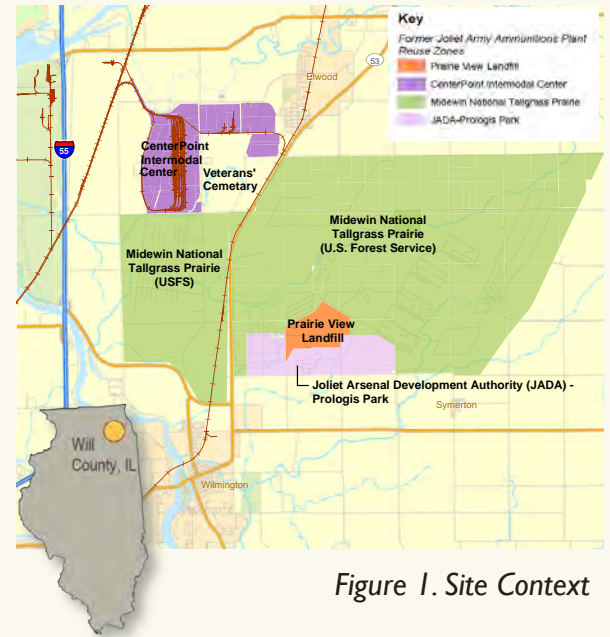 Key
Former Joliet Army Ammunitions Plant
Reuse Zones
Prairie View Landfill
CenterPoint Intermodal Center
Midewin National Tallgrass Prairie
JADA-Prologis Park
53
Elwood
55
CenterPoint
Intermodal
Center
Veterans'
Cemetary
Midewin National
Tallgrass Prairie
(U.S. Forest Service)
Midewin National
Tallgrass Prairie
(USFS)
Prairie View
Landfill
Joliet Arsenal Development Authority (JADA) -
Prologis Park
Symerton
Will
County, IL
Wilmington
Figure 1. Site Context